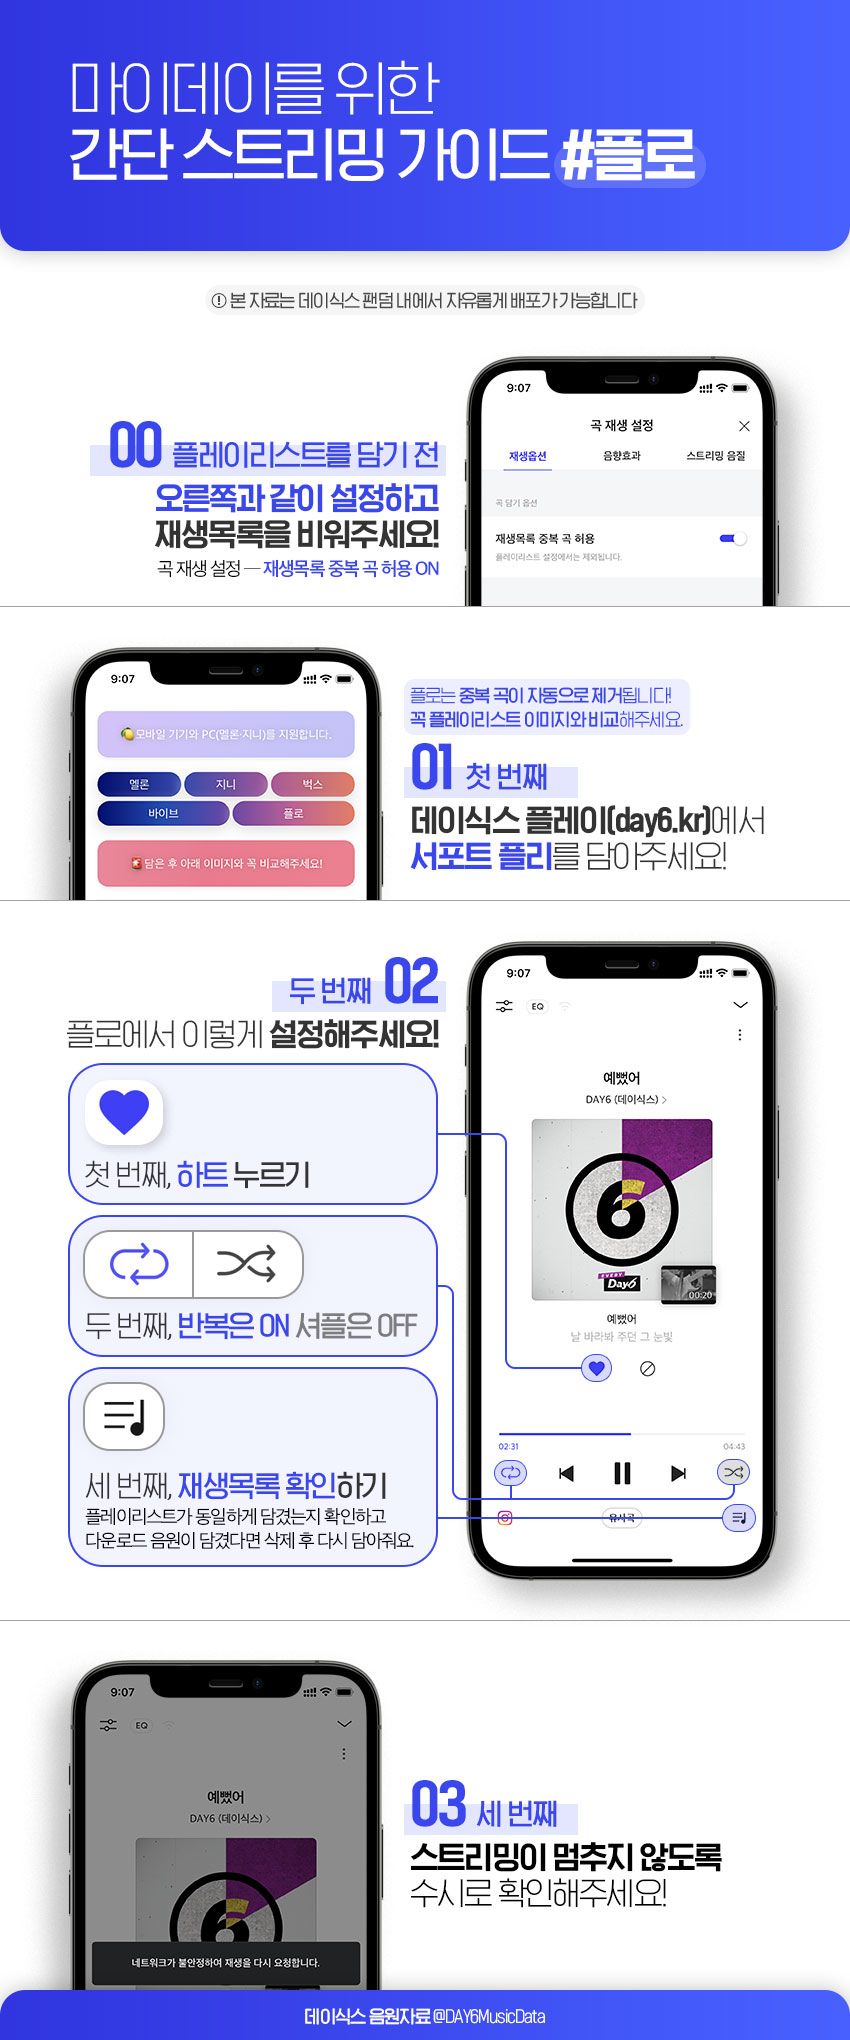 마이데이를 위한
간단 스트리밍 가이드 #플로
본 자료는 데이식스 팬덤 내에서 자유롭게 배포가 가능합니다
00 플레이리스트를 담기 전
오른쪽과 같이 설정하고
재생목록을 비워주세요!
곡 재생 설정 — 재생목록 중복 곡 허용 ON
9:07
곡 재생 설정
재생옵션 음향효과 스트리밍 음질
곡 담기 옵션
재생목록 중복 곡 허용
플레이리스트 설정에서는 제외됩니다.
9:07
🍋모바일 기기와 PC(멜론·지니)를 지원합니다.
멜론 지니 벅스
바이브 플로
🚨담은 후 아래 이미지와 꼭 비교해주세요!
플로는 중복 곡이 자동으로 제거됩니다!
꼭 플레이리스트 이미지와 비교해주세요.
01 첫 번째
데이식스 플레이(day6.kr)에서
서포트 플리를 담아주세요!
두 번째 02
플로에서 이렇게 설정해주세요!
첫 번째, 하트 누르기
두 번째, 반복은 ON 셔플은 OFF
세 번째, 재생목록 확인하기
플레이리스트가 동일하게 담겼는지 확인하고
다운로드 음원이 담겼다면 삭제 후 다시 담아줘요.
9:07
EQ
예뻤어
DAY6 (데이식스) >
6
EVERY
Day6
00:20
예뻤어
날 바라봐 주던 그 눈빛
02:31 04:43
유사곡
9:07
EQ
예뻤어
DAY6 (데이식스) >
네트워크가 불안정하여 재생을 다시 요청합니다.
03 세 번째
스트리밍이 멈추지 않도록
수시로 확인해주세요!
데이식스 음원자료 @DAY6MusicData